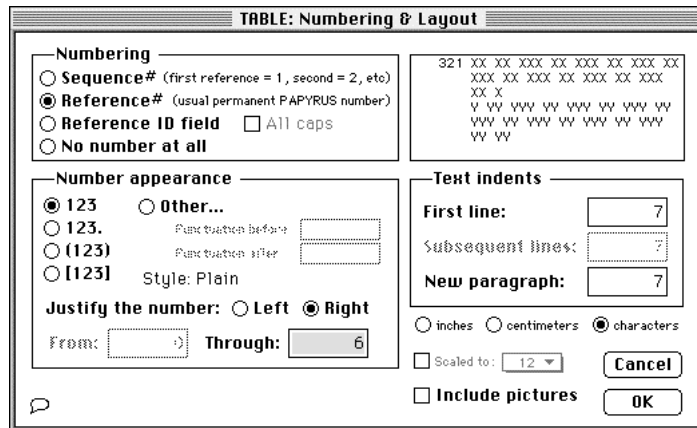 TABLE: Numbering & Layout
Numbering
Sequence# (first reference = 1, second = 2, etc)
Reference# (usual permanent PAPYRUS number)
Reference ID field All caps
No number at all
321 XX XX XXX XX XX XXX XX XX
XXX XX XXX XX XXX XX XXX
XX X
Y YY YYY YY YYY YY YYY YY
YYY YY YYY YY YYY YY YYY
YY YY
Number appearance
123 Other...
123. Punctuation before
(123) Punctuation after
[123] Style: Plain
Justify the number: Left Right
From: 0 Through: 6
Text indents
First line: 7
Subsequent lines: 7
New paragraph: 7
inches centimeters characters
Scaled to: 12
Include pictures
Cancel
OK